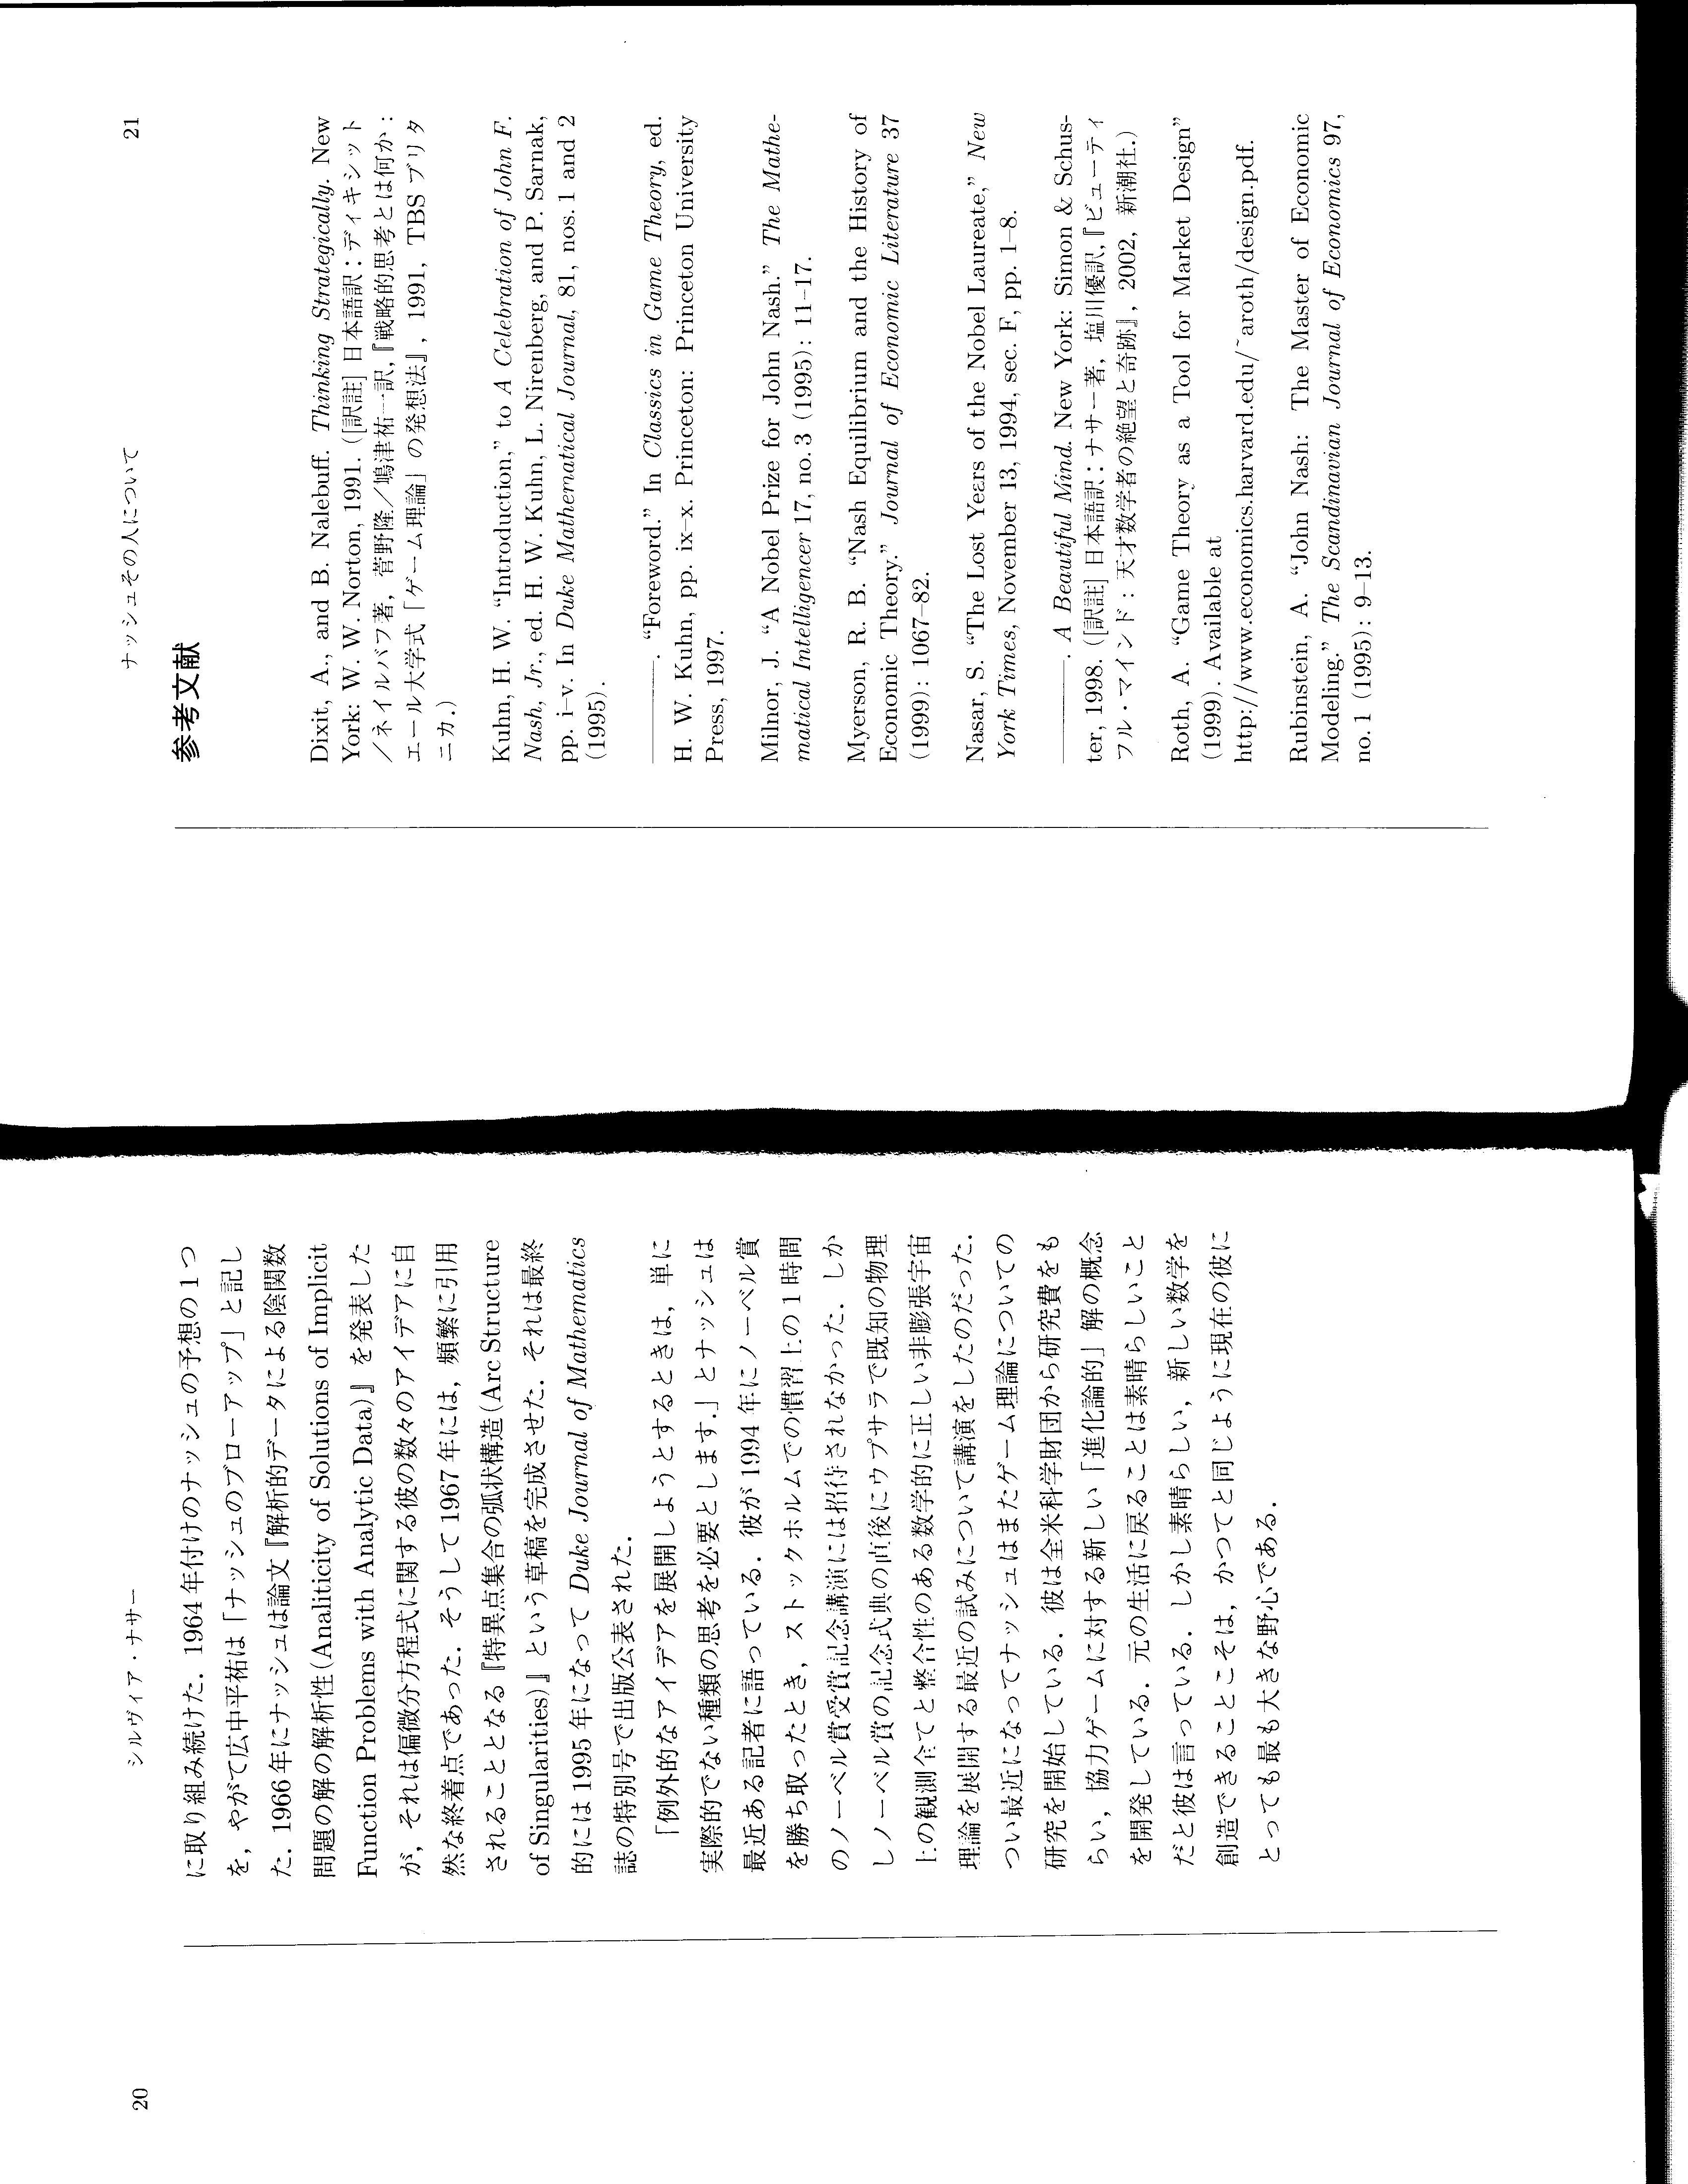 20
シルヴィア・ナサー
に取り組み続けた．1964年付けのナッシュの予想の1つ
を，やがて広中平祐は「ナッシュのブローアップ」と記し
た．1966年にナッシュは論文『解析的データによる陰関数
問題の解の解析性(Analiticity of Solutions of Implicit
Function Problems with Analytic Data)』を発表した
が，それは偏微分方程式に関する彼の数々のアイデアに自
然な終着点であった．そうして1967年には，頻繁に引用
されることとなる『特異点集合の弧状構造(Arc Structure
of Singularities)』という草稿を完成させた．それは最終
的には1995年になって Duke Journal of Mathematics
誌の特別号で出版公表された．
「例外的なアイデアを展開しようとするときは，単に
実際的でない種類の思考を必要とします．」とナッシュは
最近ある記者に語っている．彼が1994年にノーベル賞
を勝ち取ったとき，ストックホルムでの慣習上の1時間
のノーベル賞受賞記念講演には招待されなかった．しか
しノーベル賞の記念式典の直後にウプサラで既知の物理
上の観測全てと整合性のある数学的に正しい非膨張宇宙
理論を展開する最近の試みについて講演をしたのだった．
つい最近になってナッシュはまたゲーム理論についての
研究を開始している．彼は全米科学財団から研究費をも
らい，協力ゲームに対する新しい「進化論的」解の概念
を開発している．元の生活に戻ることは素晴らしいこと
だと彼は言っている．しかし素晴らしい，新しい数学を
創造できることこそは，かつてと同じように現在の彼に
とっても最も大きな野心である．
ナッシュその人について
21
参考文献
Dixit, A., and B. Nalebuff. Thinking Strategically. New
York: W. W. Norton, 1991. ([訳註] 日本語訳：ディキシット
／ネイルバフ著，菅野隆／嶋津祐一訳，『戦略的思考とは何か：
エール大学式「ゲーム理論」の発想法』，1991，TBS ブリタ
ニカ．)
Kuhn, H. W. “Introduction,” to A Celebration of John F.
Nash, Jr., ed. H. W. Kuhn, L. Nirenberg, and P. Sarnak,
pp. i–v. In Duke Mathematical Journal, 81, nos.1 and 2
(1995).
———. “Foreword.” In Classics in Game Theory, ed.
H. W. Kuhn, pp. ix–x. Princeton: Princeton University
Press, 1997.
Milnor, J. “A Nobel Prize for John Nash.” The Mathe-
matical Intelligencer 17, no.3 (1995): 11–17.
Myerson, R. B. “Nash Equilibrium and the History of
Economic Theory.” Journal of Economic Literature 37
(1999): 1067–82.
Nasar, S. “The Lost Years of the Nobel Laureate,” New
York Times, November 13, 1994, sec. F, pp. 1–8.
———. A Beautiful Mind. New York: Simon & Schus-
ter, 1998. ([訳註] 日本語訳：ナサー著，塩川優訳，『ビューティ
フル・マインド：天才数学者の絶望と奇跡』，2002，新潮社．)
Roth, A. “Game Theory as a Tool for Market Design”
(1999). Available at
http://www.economics.harvard.edu/~aroth/design.pdf.
Rubinstein, A. “John Nash: The Master of Economic
Modeling.” The Scandinavian Journal of Economics 97,
no.1 (1995): 9–13.